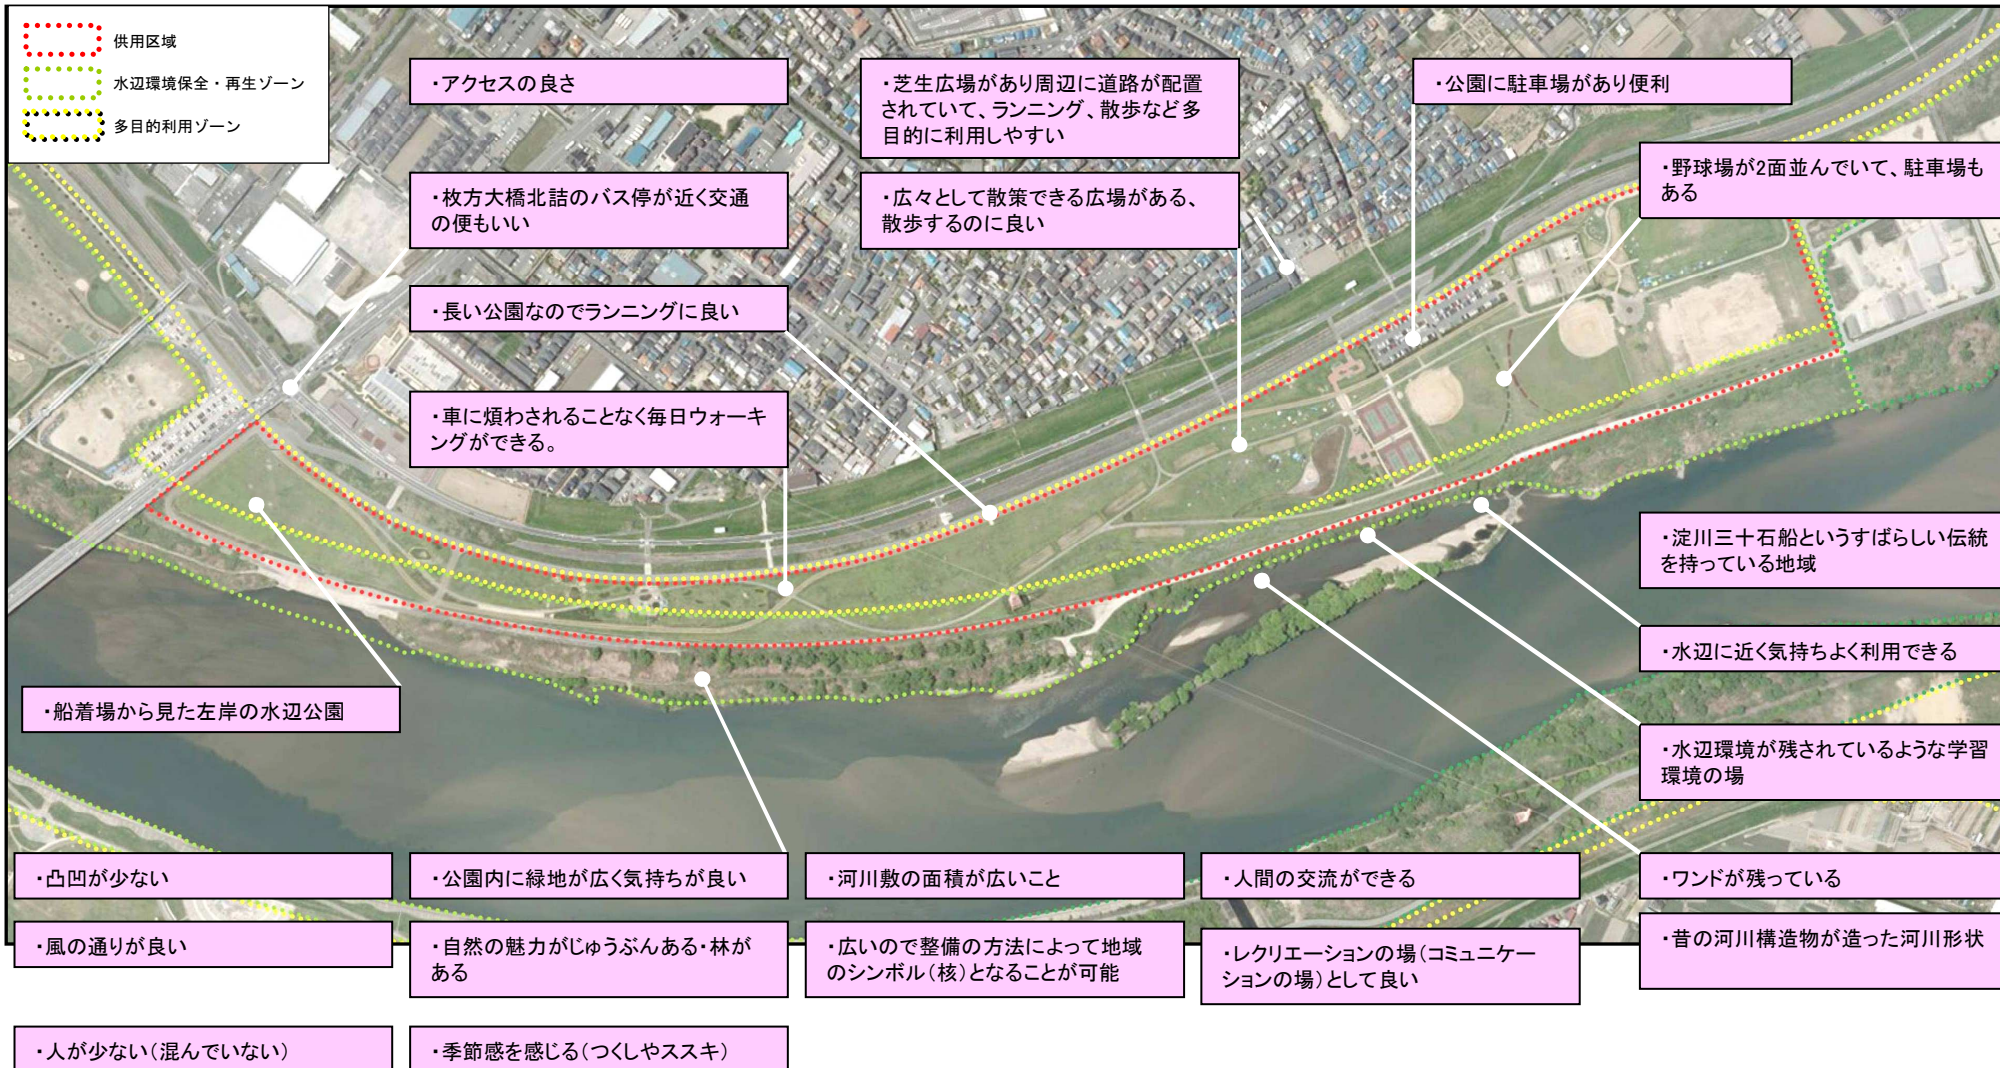 供用区域
水辺環境保全・再生ゾーン
多目的利用ゾーン
・アクセスの良さ
・芝生広場があり周辺に道路が配置
されていて、ランニング、散歩など多
目的に利用しやすい
・公園に駐車場があり便利
・野球場が2面並んでいて、駐車場も
ある
・枚方大橋北詰のバス停が近く交通
の便もいい
・広々として散策できる広場がある、
散歩するのに良い
・長い公園なのでランニングに良い
・車に煩わされることなく毎日ウォーキ
ングができる。
・淀川三十石船というすばらしい伝統
を持っている地域
・水辺に近く気持ちよく利用できる
・船着場から見た左岸の水辺公園
・水辺環境が残されているような学習
環境の場
・凸凹が少ない
・公園内に緑地が広く気持ちが良い
・河川敷の面積が広いこと
・人間の交流ができる
・ワンドが残っている
・風の通りが良い
・自然の魅力がじゅうぶんある・林が
ある
・広いので整備の方法によって地域
のシンボル（核）となることが可能
・レクリエーションの場（コミュニケー
ションの場）として良い
・昔の河川構造物が造った河川形状
・人が少ない（混んでいない）
・季節感を感じる（つくしやススキ）